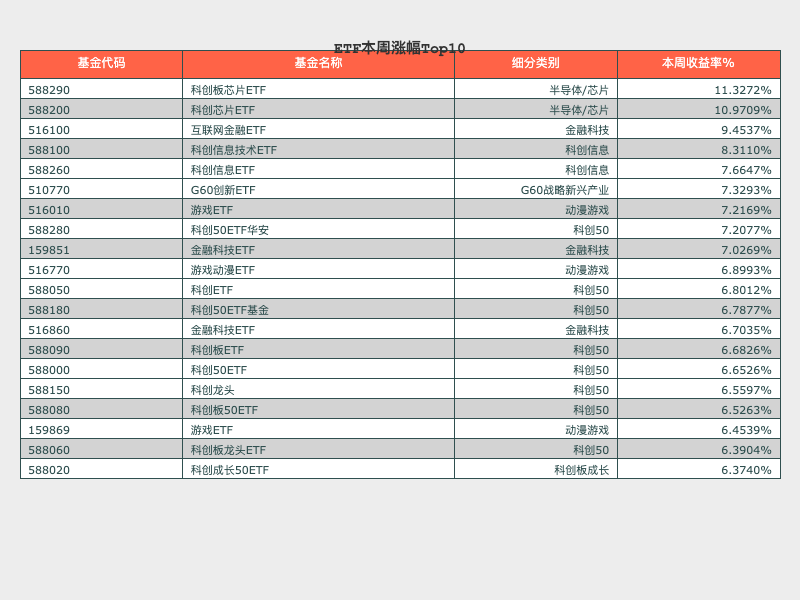 ETF本周涨幅Top10
基金代码 基金名称 细分类别 本周收益率%
588290 科创板芯片ETF 半导体/芯片 11.3272%
588200 科创芯片ETF 半导体/芯片 10.9709%
516100 互联网金融ETF 金融科技 9.4537%
588100 科创信息技术ETF 科创信息 8.3110%
588260 科创信息ETF 科创信息 7.6647%
510770 G60创新ETF G60战略新兴产业 7.3293%
516010 游戏ETF 动漫游戏 7.2169%
588280 科创50ETF华安 科创50 7.2077%
159851 金融科技ETF 金融科技 7.0269%
516770 游戏动漫ETF 动漫游戏 6.8993%
588050 科创ETF 科创50 6.8012%
588180 科创50ETF基金 科创50 6.7877%
516860 金融科技ETF 金融科技 6.7035%
588090 科创板ETF 科创50 6.6826%
588000 科创50ETF 科创50 6.6526%
588150 科创龙头 科创50 6.5597%
588080 科创板50ETF 科创50 6.5263%
159869 游戏ETF 动漫游戏 6.4539%
588060 科创板龙头ETF 科创50 6.3904%
588020 科创成长50ETF 科创板成长 6.3740%